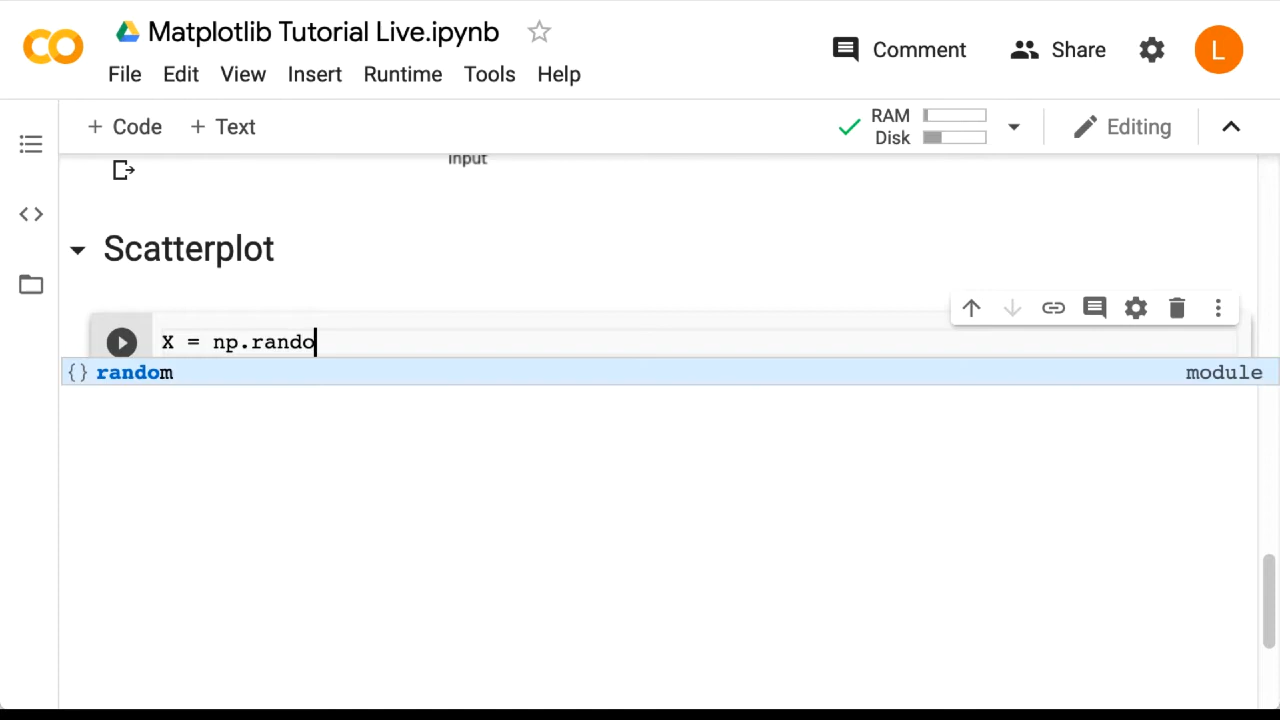 Matplotlib Tutorial Live.ipynb
File Edit View Insert Runtime Tools Help
Comment Share L
+ Code + Text
RAM
Disk
Editing
input
Scatterplot
X = np.rando
{} random module